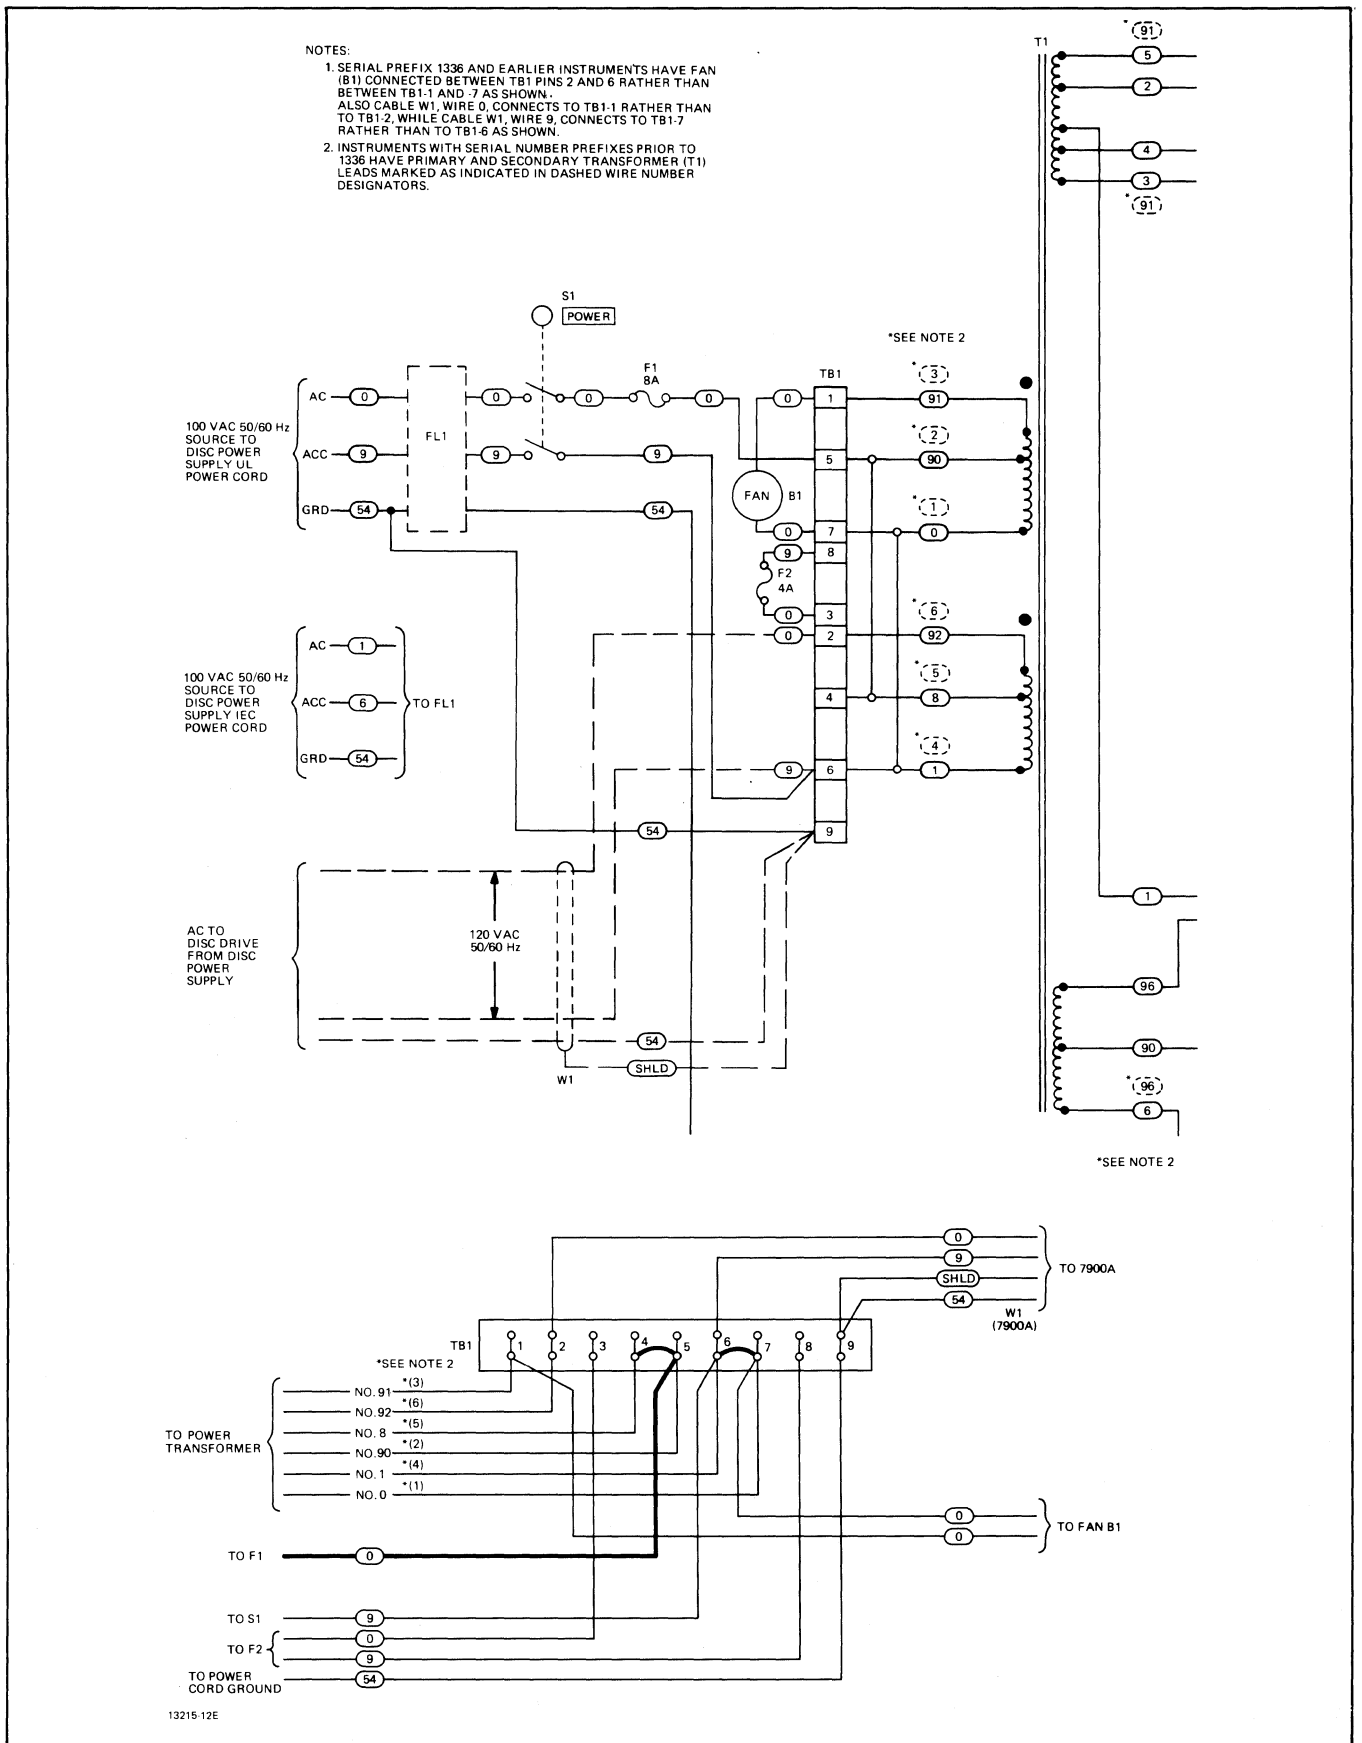 NOTES:
1. SERIAL PREFIX 1336 AND EARLIER INSTRUMENTS HAVE FAN
(B1) CONNECTED BETWEEN TB1 PINS 2 AND 6 RATHER THAN
BETWEEN TB1-1 AND -7 AS SHOWN.
ALSO CABLE W1, WIRE 0, CONNECTS TO TB1-1 RATHER THAN
TO TB1-2, WHILE CABLE W1, WIRE 9, CONNECTS TO TB1-7
RATHER THAN TO TB1-6 AS SHOWN.
2. INSTRUMENTS WITH SERIAL NUMBER PREFIXES PRIOR TO
1336 HAVE PRIMARY AND SECONDARY TRANSFORMER (T1)
LEADS MARKED AS INDICATED IN DASHED WIRE NUMBER
DESIGNATORS.
T1
*91
5
2
4
3
*91
S1
POWER
*SEE NOTE 2
F1
8A
TB1
*3
100 VAC 50/60 Hz
SOURCE TO
DISC POWER
SUPPLY UL
POWER CORD
AC 0
FL1
0 0 0 0 1 91
*2
ACC 9
9 9
5 90
FAN B1
*1
GRD 54
54
0 7 0
9 8
F2
4A
0 3
*6
0 2 92
*5
4 8
*4
9 6 1
54 9
100 VAC 50/60 Hz
SOURCE TO
DISC POWER
SUPPLY IEC
POWER CORD
AC 1
ACC 6
GRD 54
TO FL1
AC TO
DISC DRIVE
FROM DISC
POWER
SUPPLY
120 VAC
50/60 Hz
54
SHLD
W1
1
96
90
*96
6
*SEE NOTE 2
0
9
SHLD
54
TO 7900A
W1
(7900A)
TB1
1 2 3 4 5 6 7 8 9
*SEE NOTE 2
TO POWER
TRANSFORMER
NO. 91 *(3)
NO. 92 *(6)
NO. 8 *(5)
NO. 90 *(2)
NO. 1 *(4)
NO. 0 *(1)
0
0
TO FAN B1
TO F1 0
TO S1 9
TO F2
0
9
TO POWER
CORD GROUND
54
13215-12E